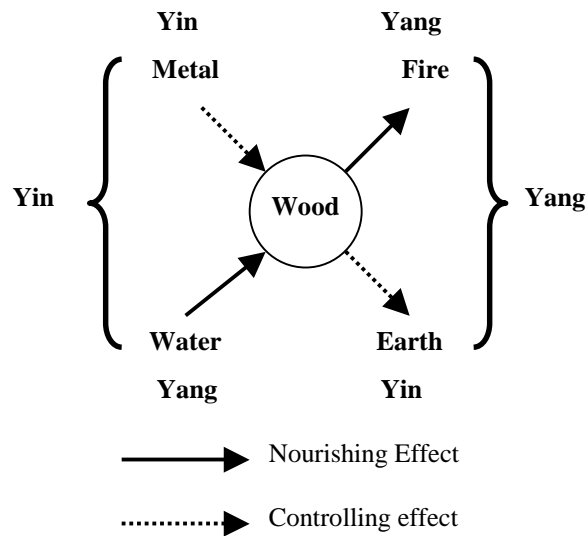 Yin Yang
Metal Fire
Yin Wood Yang
Water Earth
Yang Yin
Nourishing Effect
Controlling effect